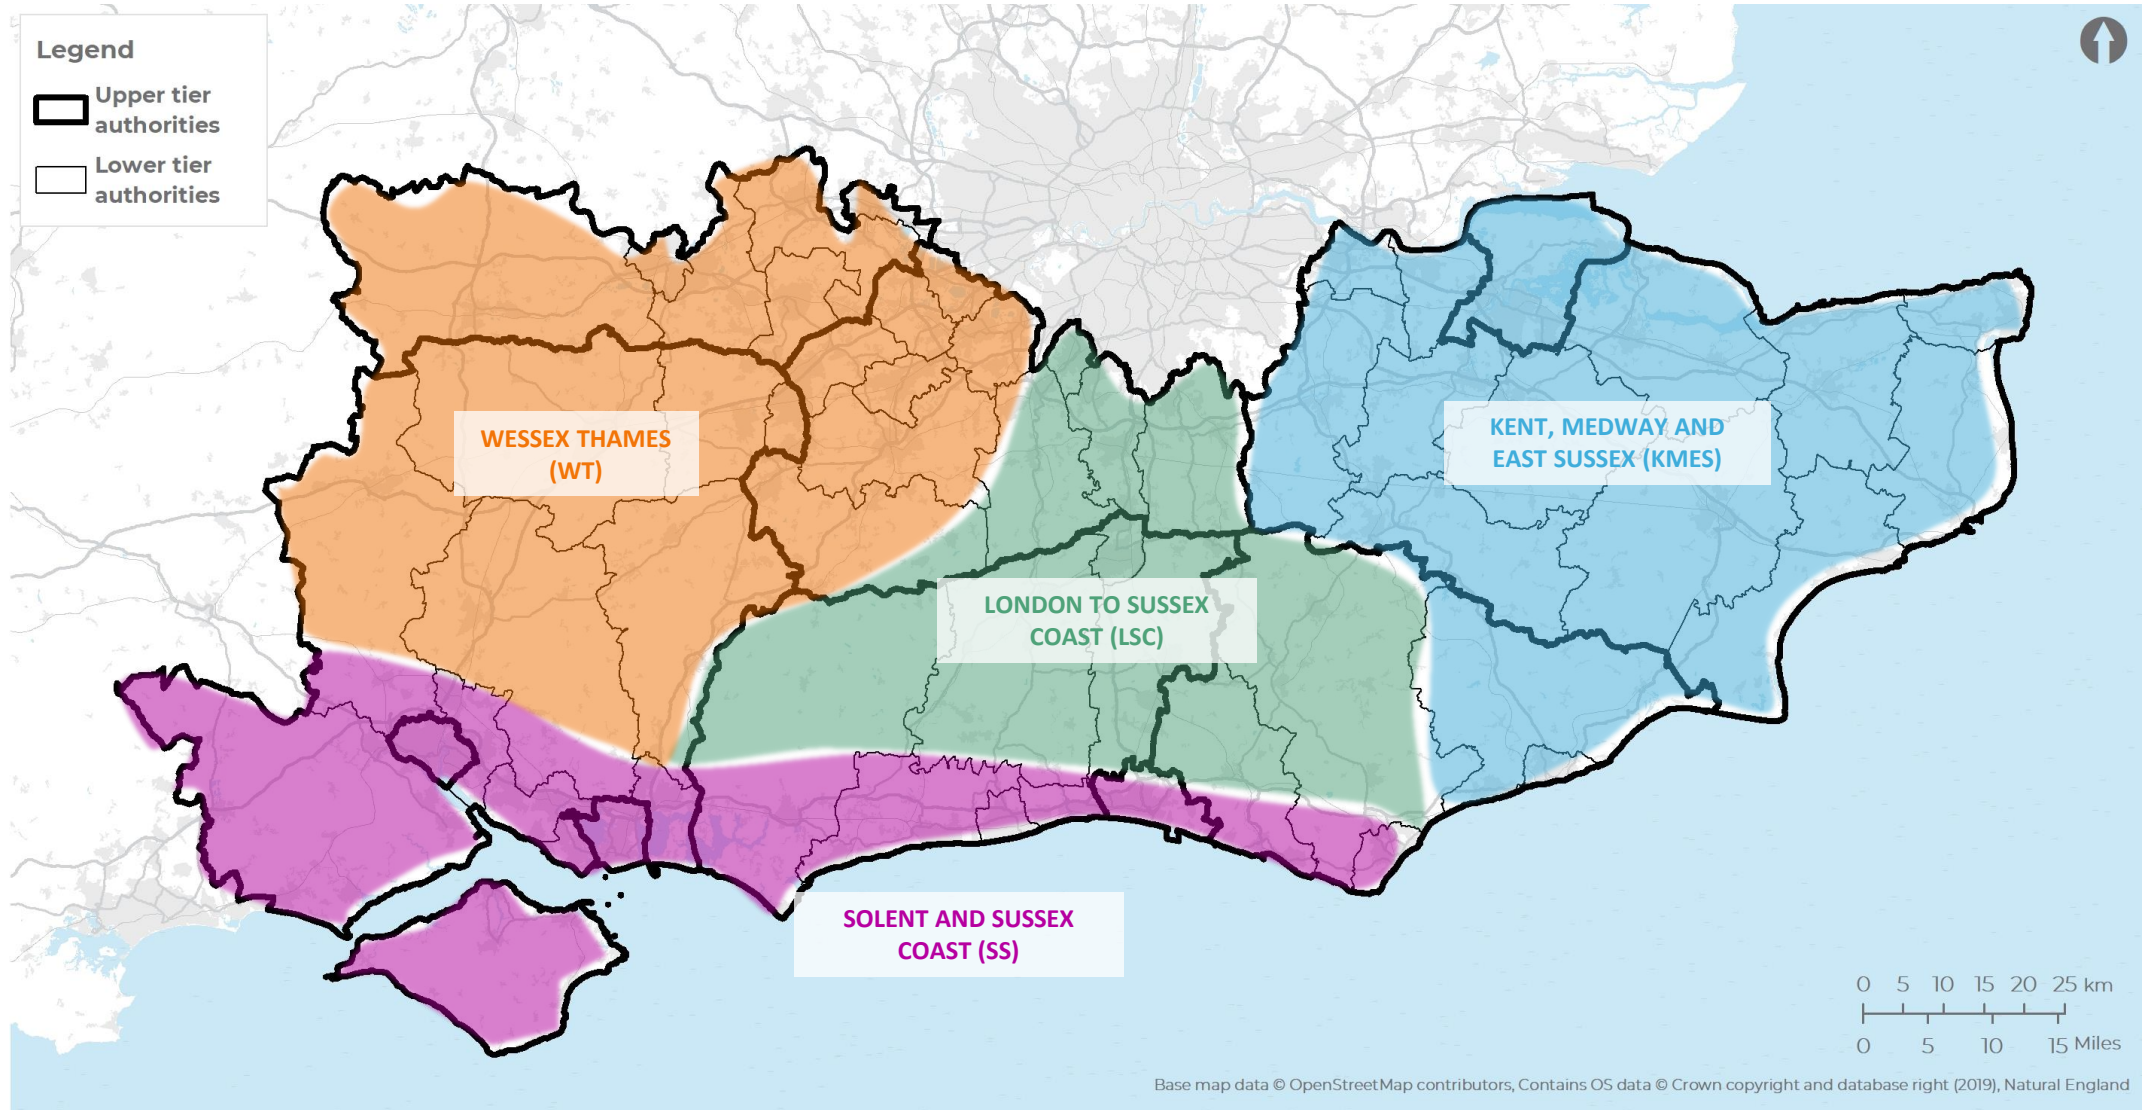 Legend
Upper tier
authorities
Lower tier
authorities
WESSEX THAMES
(WT)
KENT, MEDWAY AND
EAST SUSSEX (KMES)
LONDON TO SUSSEX
COAST (LSC)
SOLENT AND SUSSEX
COAST (SS)
0 5 10 15 20 25 km
0 5 10 15 Miles
Base map data © OpenStreetMap contributors, Contains OS data © Crown copyright and database right (2019), Natural England